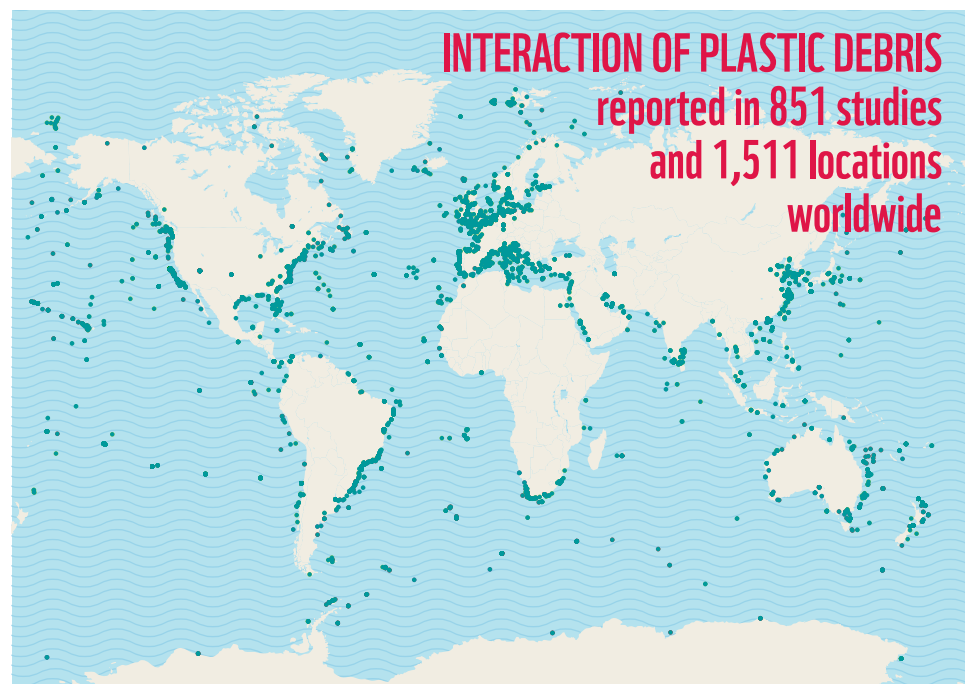 INTERACTION OF PLASTIC DEBRIS
reported in 851 studies
and 1,511 locations
worldwide